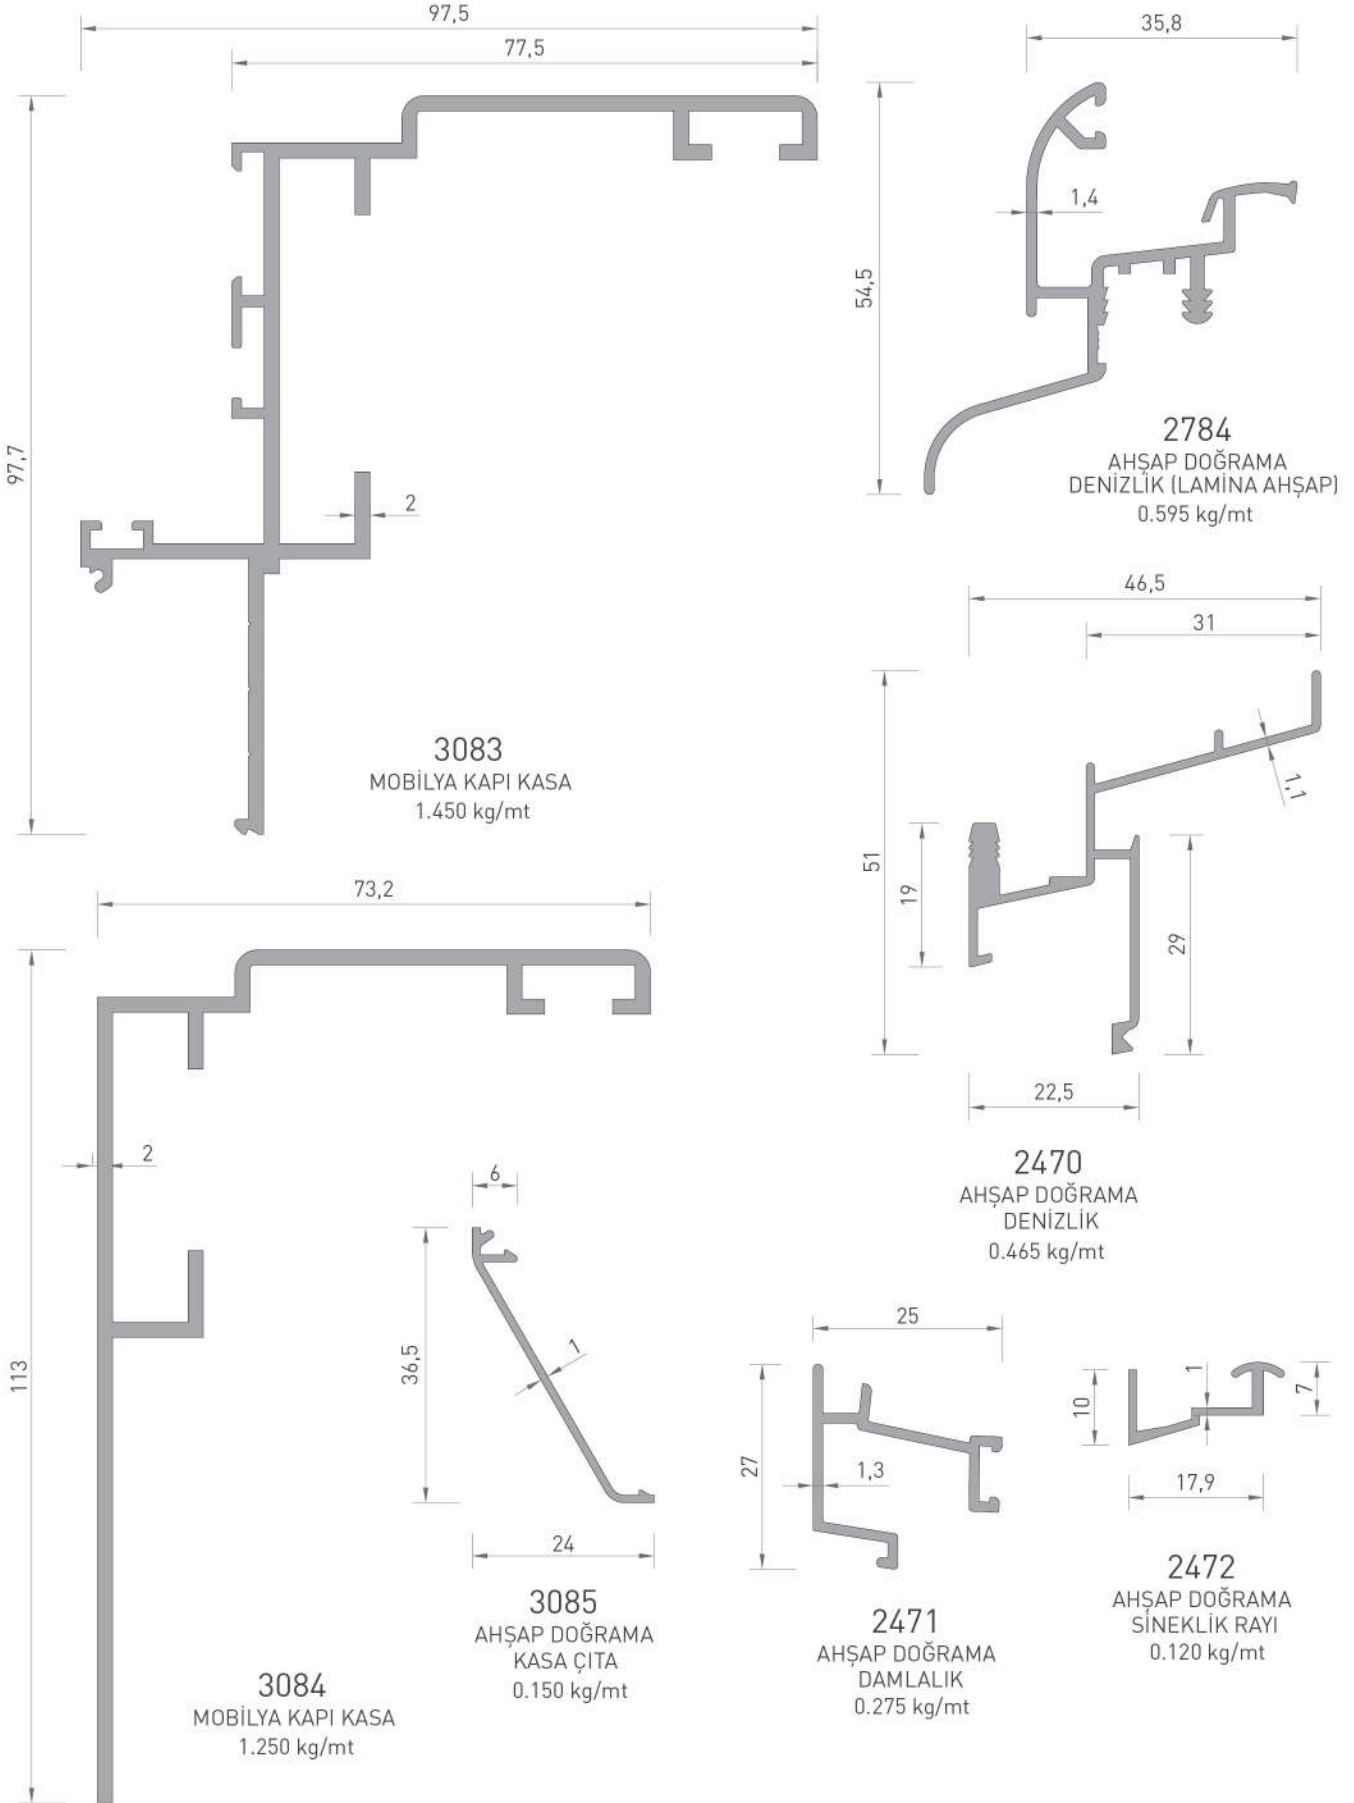 97,5
77,5
97,7
2
3083
MOBİLYA KAPI KASA
1.450 kg/mt
35,8
1,4
54,5
2784
AHŞAP DOĞRAMA
DENİZLİK (LAMİNA AHŞAP)
0.595 kg/mt
46,5
31
1,1
51
19
29
22,5
2470
AHŞAP DOĞRAMA
DENİZLİK
0.465 kg/mt
73,2
2
113
3084
MOBİLYA KAPI KASA
1.250 kg/mt
6
36,5
1
24
3085
AHŞAP DOĞRAMA
KASA ÇITA
0.150 kg/mt
25
27
1,3
2471
AHŞAP DOĞRAMA
DAMLALIK
0.275 kg/mt
10
1
7
17,9
2472
AHŞAP DOĞRAMA
SİNEKLİK RAYI
0.120 kg/mt